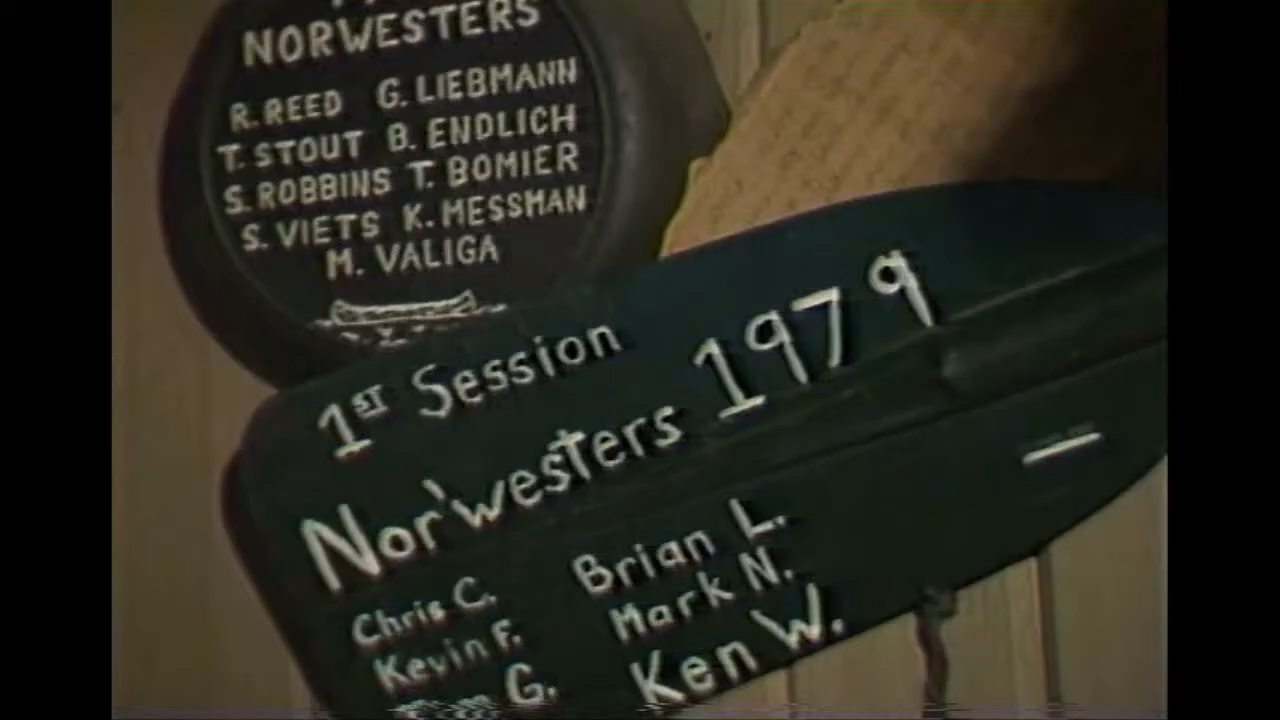 NORWESTERS
R. REED G. LIEBMANN
T. STOUT B. ENDLICH
S. ROBBINS T. BOMIER
S. VIETS K. MESSMAN
M. VALIGA
1ST Session
Nor'westers 1979
Chris C. Brian L.
Kevin F. Mark N.
G. Ken W.